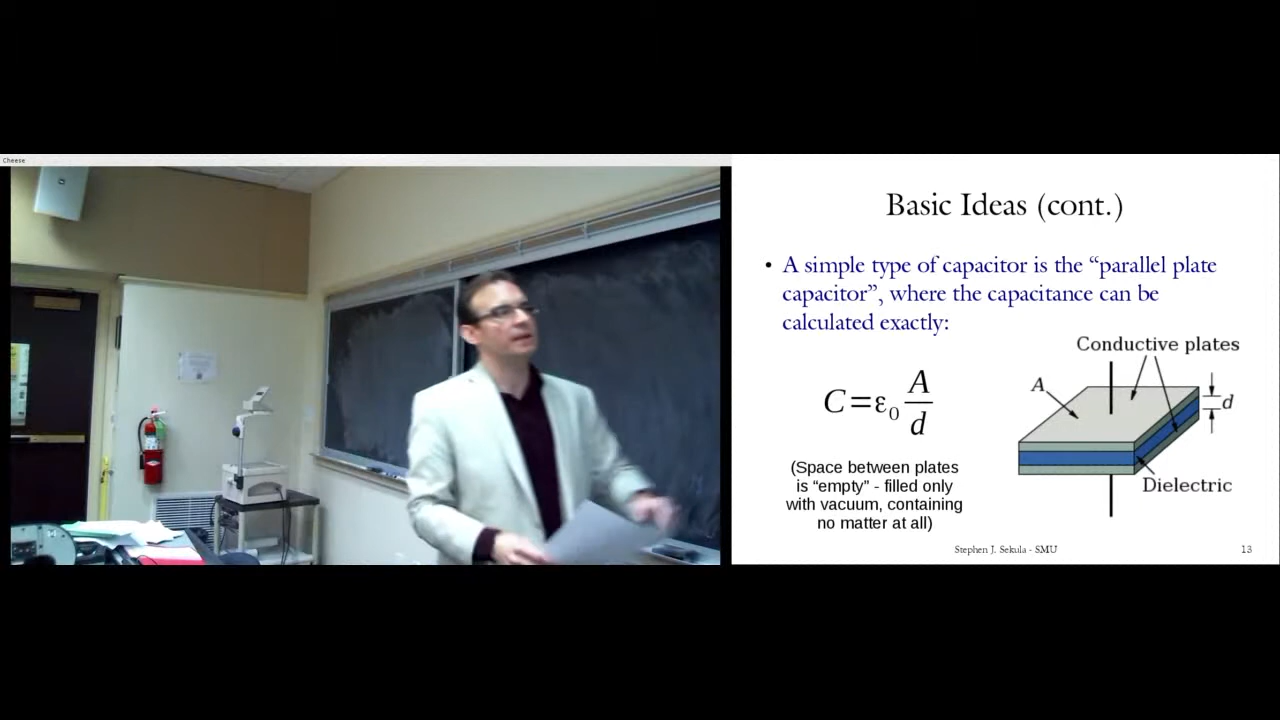 Cheese
Basic Ideas (cont.)
• A simple type of capacitor is the “parallel plate
capacitor”, where the capacitance can be
calculated exactly:
Conductive plates
A
d
C=ε₀ A/d
(Space between plates
is “empty” - filled only
with vacuum, containing
no matter at all)
Dielectric
Stephen J. Sekula - SMU
13